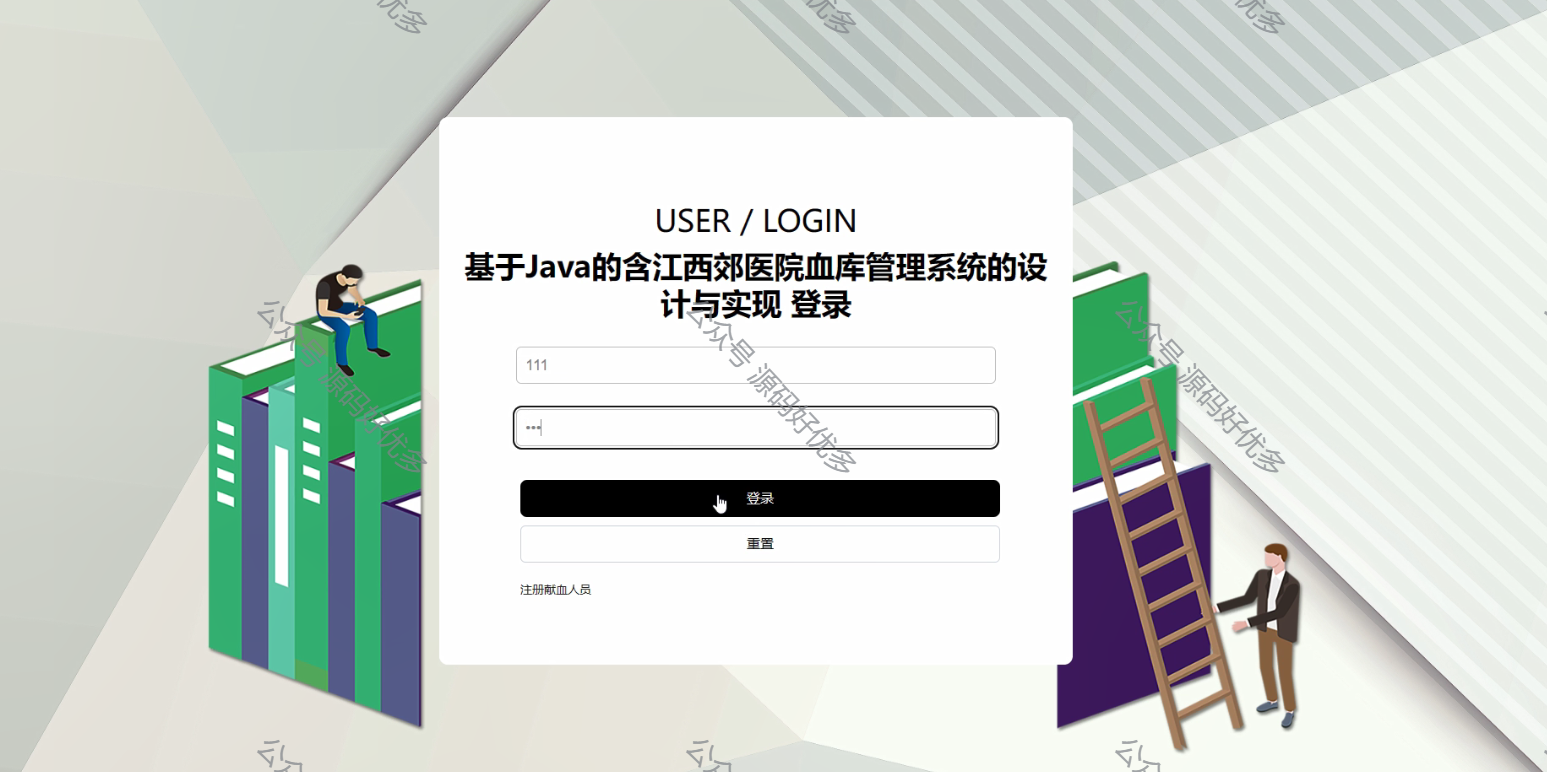 USER / LOGIN
基于Java的含江西郊医院血库管理系统的设
计与实现 登录
111
•••
登录
重置
注册献血人员
公众号 源码好优多
公众号 源码好优多
公众号 源码好优多
优多
优多
优多
公众
公众
公众